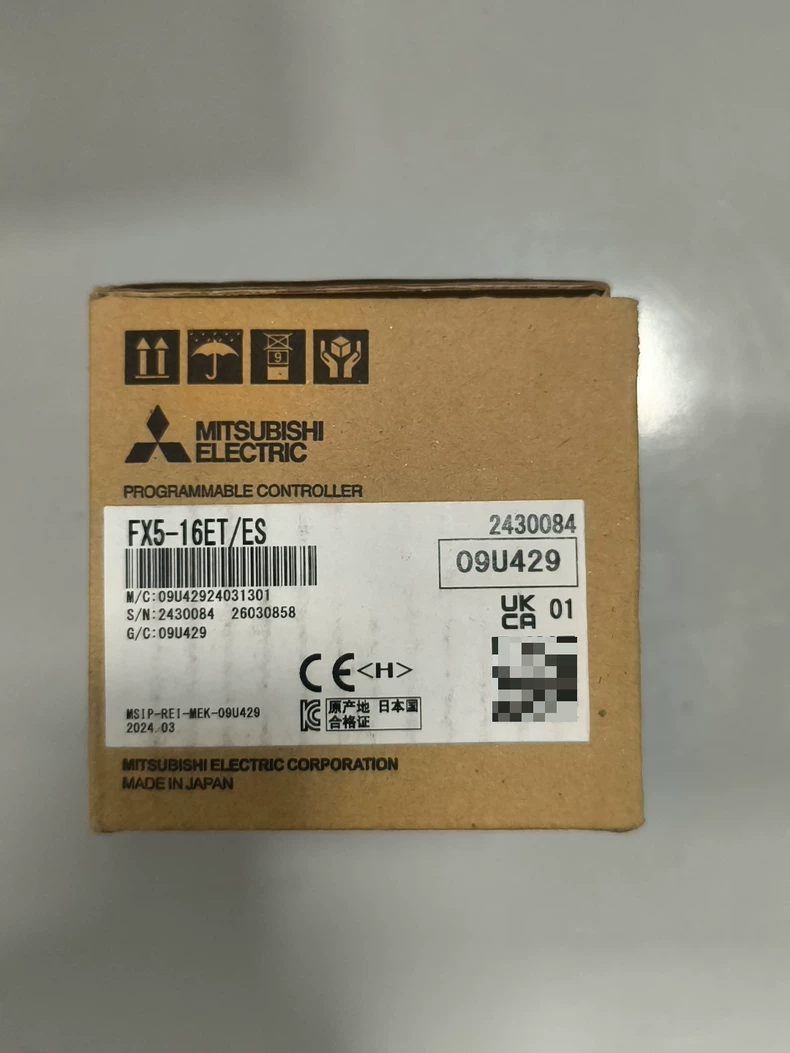 9
MITSUBISHI
ELECTRIC
PROGRAMMABLE CONTROLLER
FX5-16ET/ES
2430084
09U429
M/C:09U42924031301
S/N:2430084 26030858
G/C:09U429
UK
CA 01
CE <H>
MSIP-REI-MEK-09U429
2024.03
原产地 日本国
合格证
MITSUBISHI ELECTRIC CORPORATION
MADE IN JAPAN